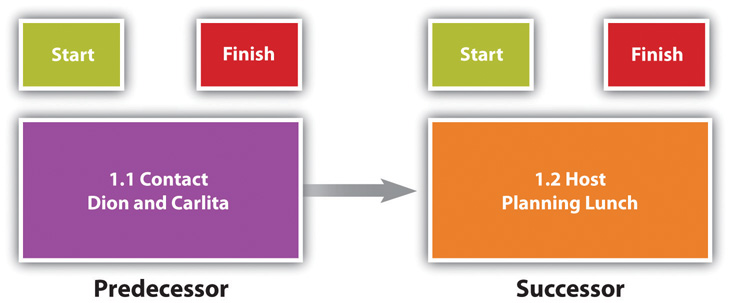 Start
Finish
Start
Finish
1.1 Contact
Dion and Carlita
1.2 Host
Planning Lunch
Predecessor
Successor